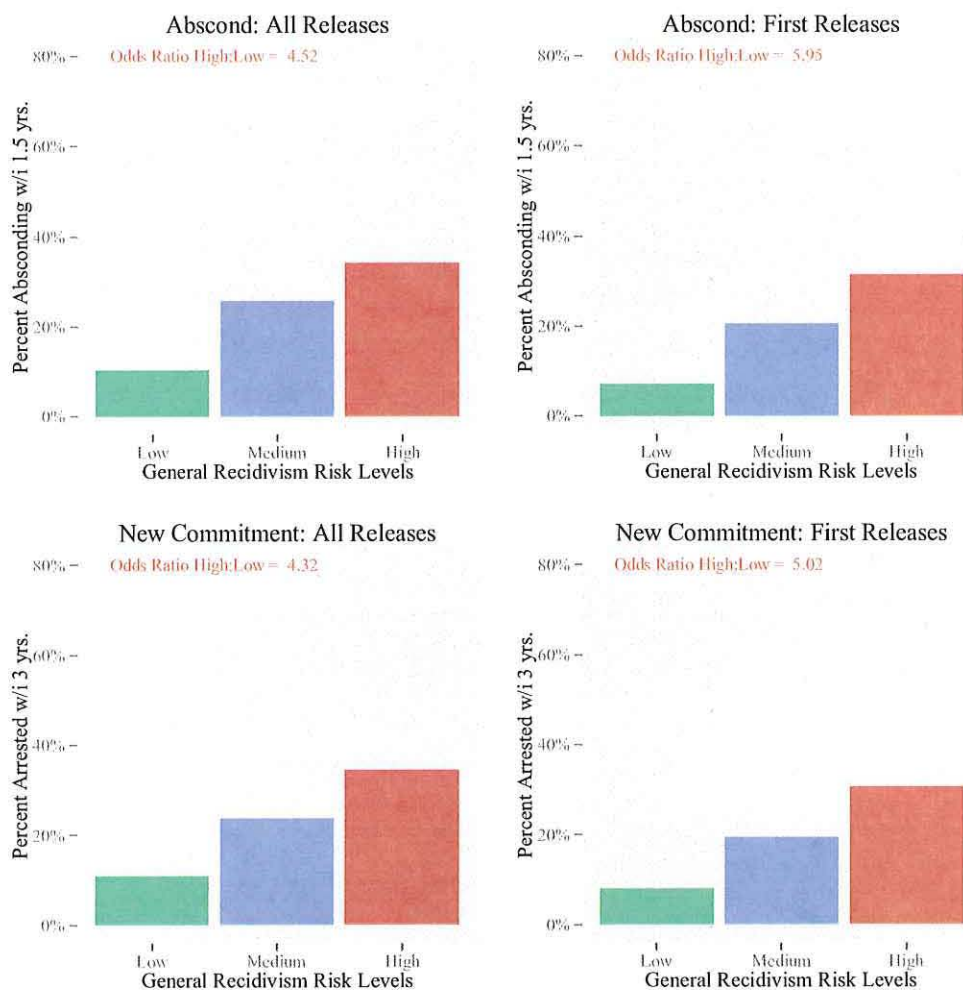 Abscond: All Releases
Odds Ratio High:Low = 4.52
Percent Absconding w/i 1.5 yrs.
80%
60%
40%
20%
0%
Low Medium High
General Recidivism Risk Levels
Abscond: First Releases
Odds Ratio High:Low = 5.95
Percent Absconding w/i 1.5 yrs.
80%
60%
40%
20%
0%
Low Medium High
General Recidivism Risk Levels
New Commitment: All Releases
Odds Ratio High:Low = 4.32
Percent Arrested w/i 3 yrs.
80%
60%
40%
20%
0%
Low Medium High
General Recidivism Risk Levels
New Commitment: First Releases
Odds Ratio High:Low = 5.02
Percent Arrested w/i 3 yrs.
80%
60%
40%
20%
0%
Low Medium High
General Recidivism Risk Levels